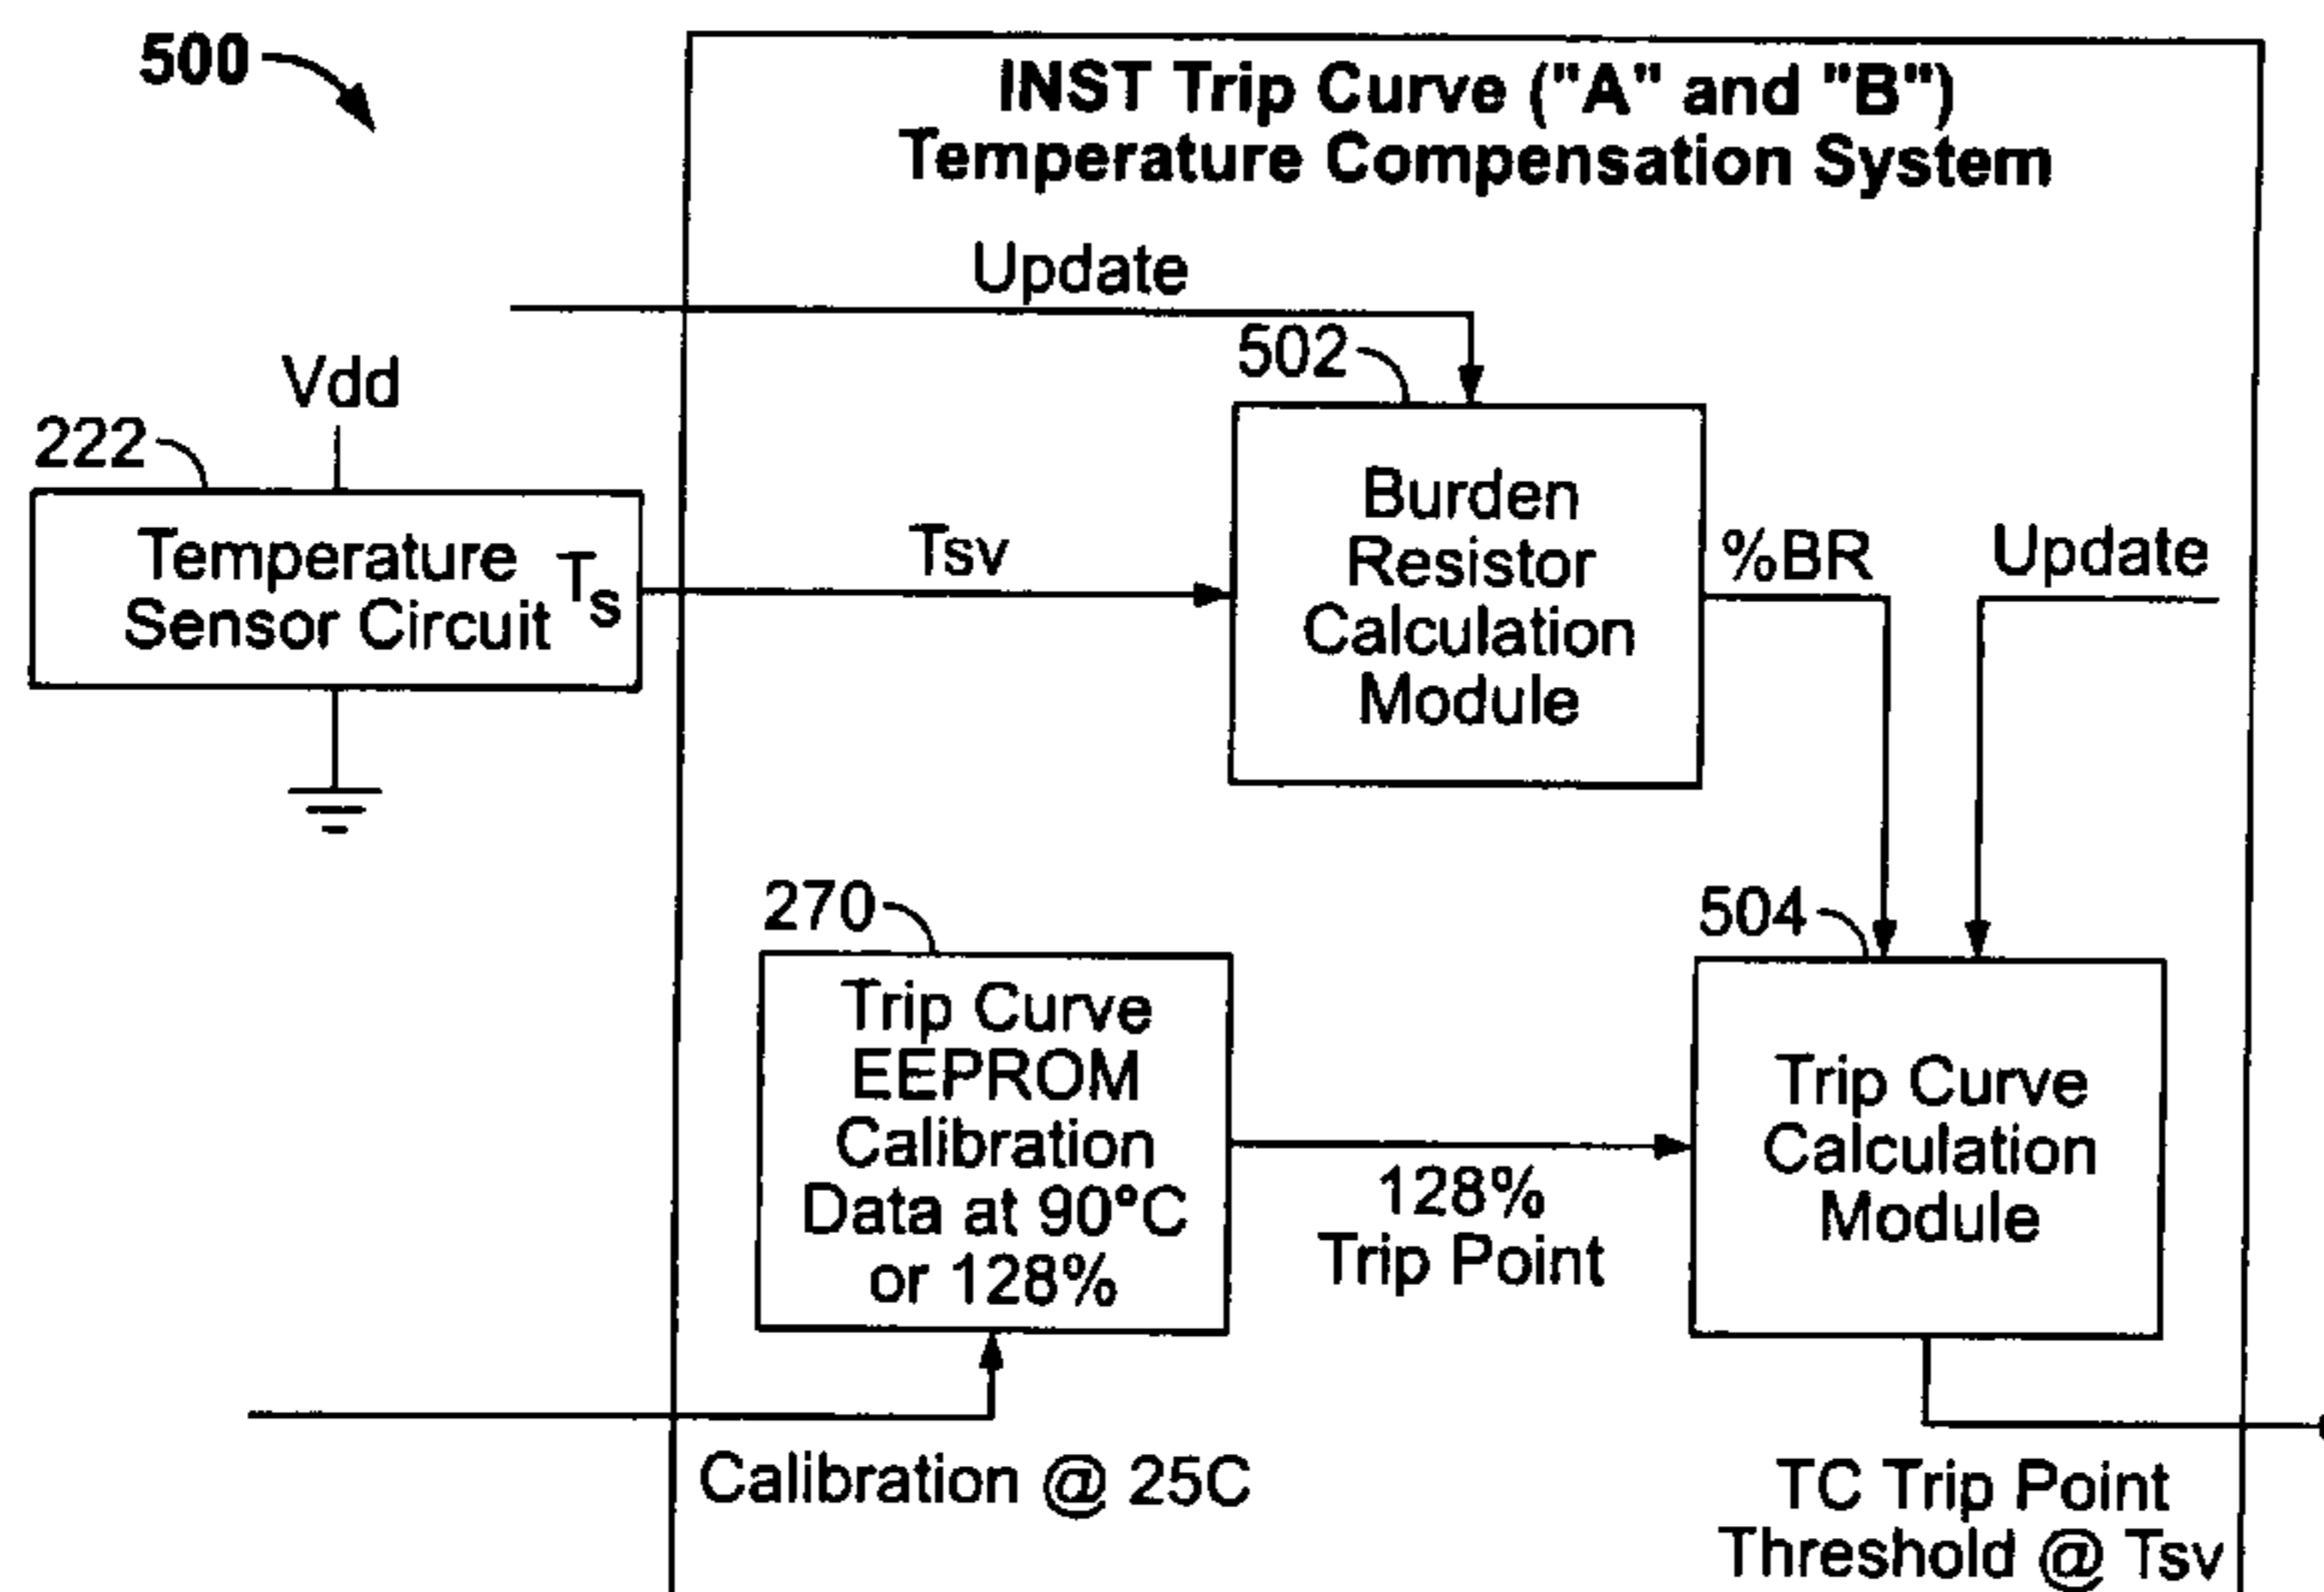 500
INST Trip Curve ("A" and "B")
Temperature Compensation System
Update
502
Vdd
222
Temperature
Sensor Circuit
Ts
Tsv
Burden
Resistor
Calculation
Module
%BR
Update
270
504
Trip Curve
EEPROM
Calibration
Data at 90°C
or 128%
128%
Trip Point
Trip Curve
Calculation
Module
Calibration @ 25C
TC Trip Point
Threshold @ Tsv